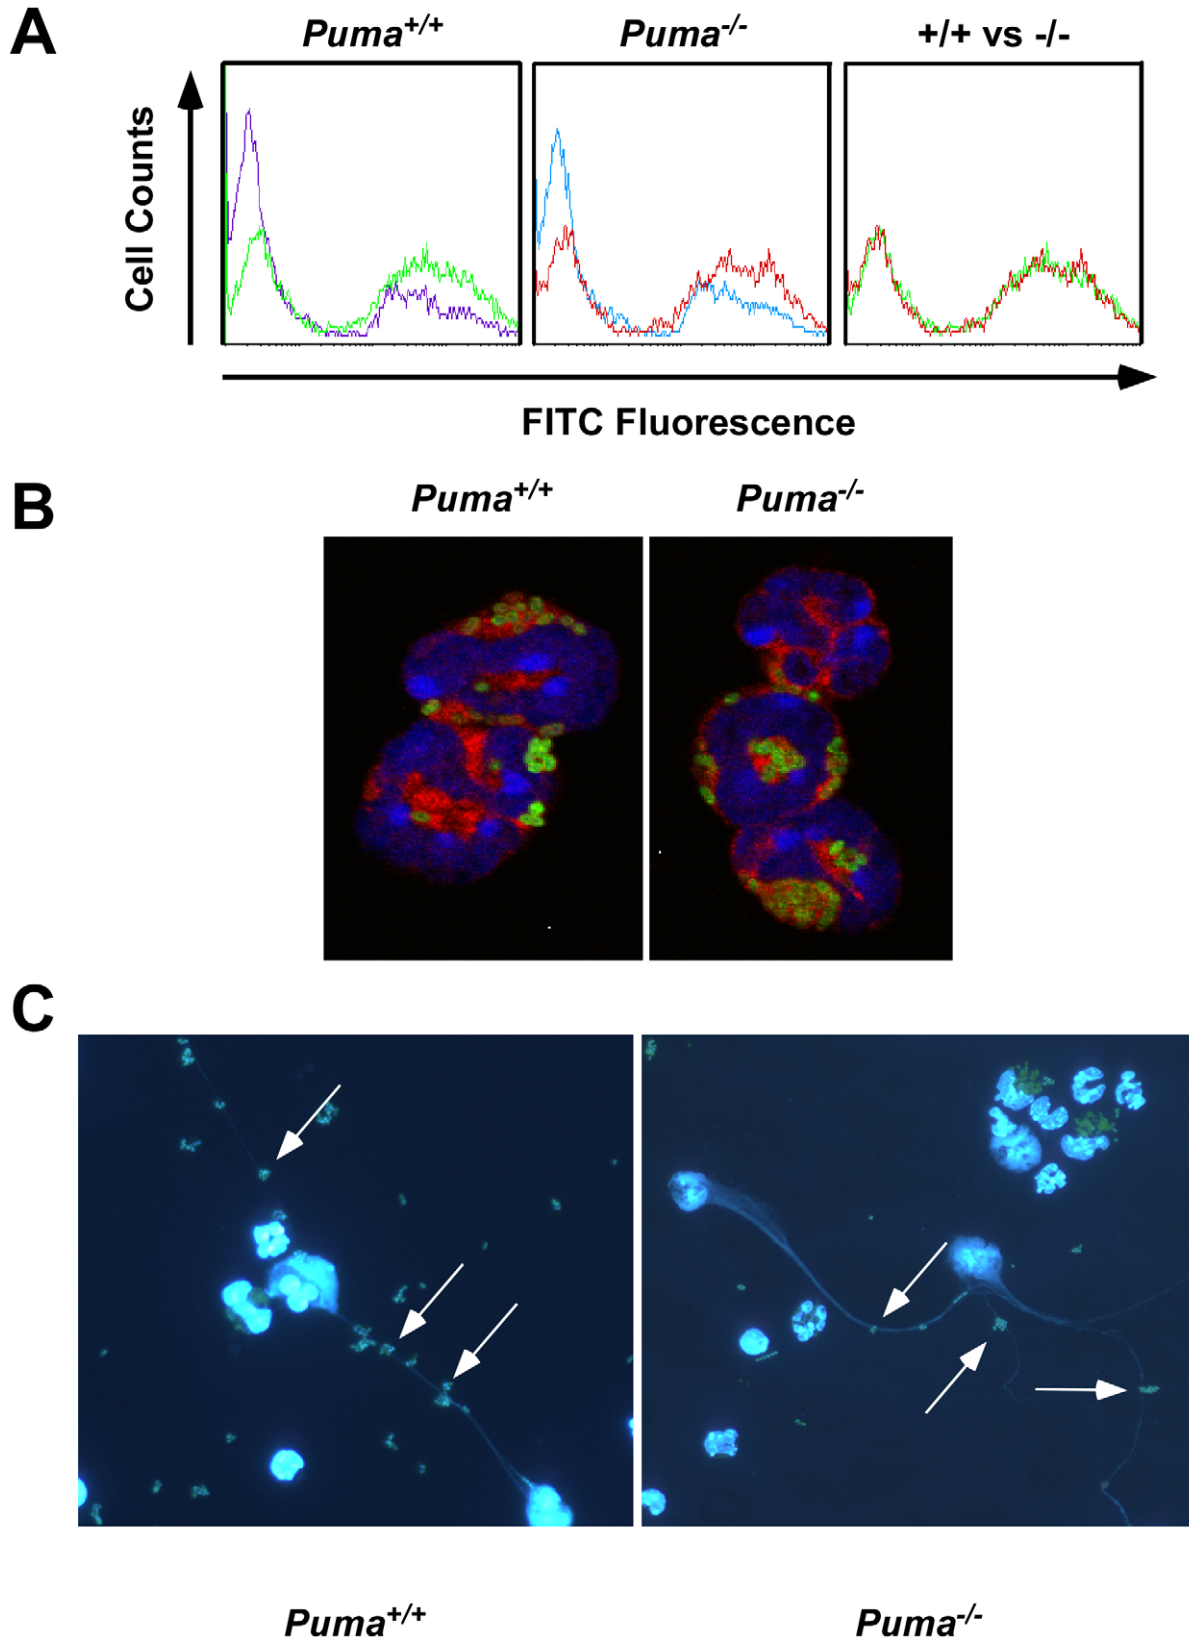 A
Puma+/+ Puma-/- +/+ vs -/-
Cell Counts
FITC Fluorescence
B
Puma+/+ Puma-/-
C
Puma+/+ Puma-/-